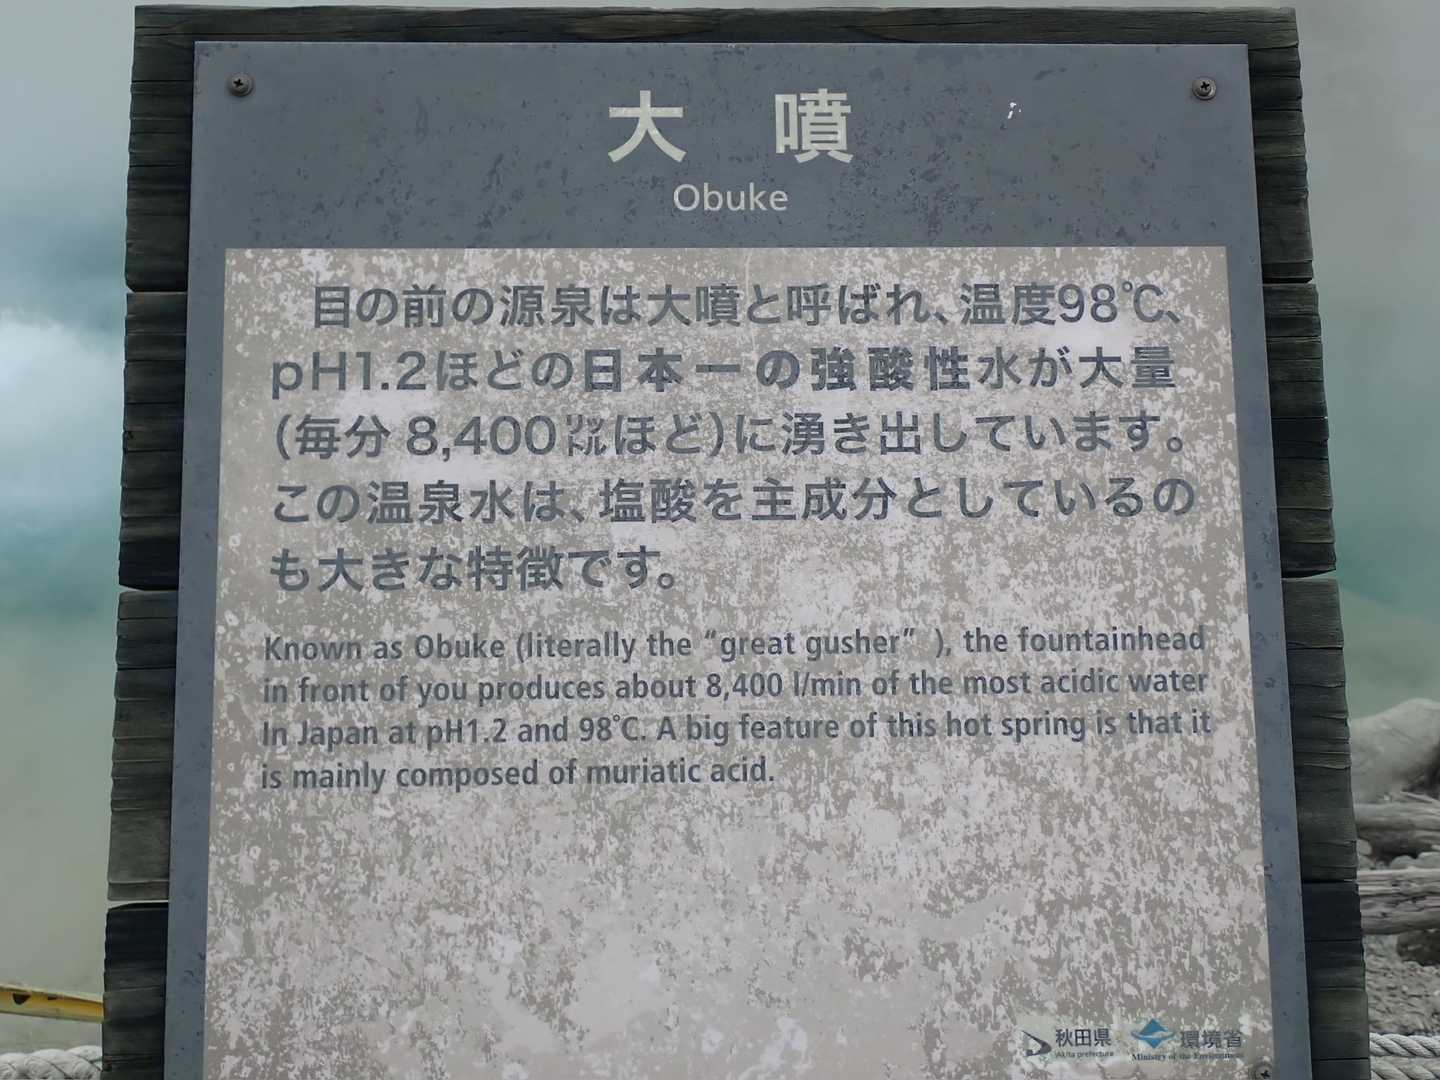 大 噴
Obuke
目の前の源泉は大噴と呼ばれ、温度98℃、
pH1.2ほどの日本一の強酸性水が大量
(毎分 8,400㍑ほど)に湧き出しています。
この温泉水は、塩酸を主成分としているの
も大きな特徴です。
Known as Obuke (literally the “great gusher” ), the fountainhead
in front of you produces about 8,400 l/min of the most acidic water
In Japan at pH1.2 and 98℃. A big feature of this hot spring is that it
is mainly composed of muriatic acid.
秋田県
Akita prefecture
環境省
Ministry of the Environment